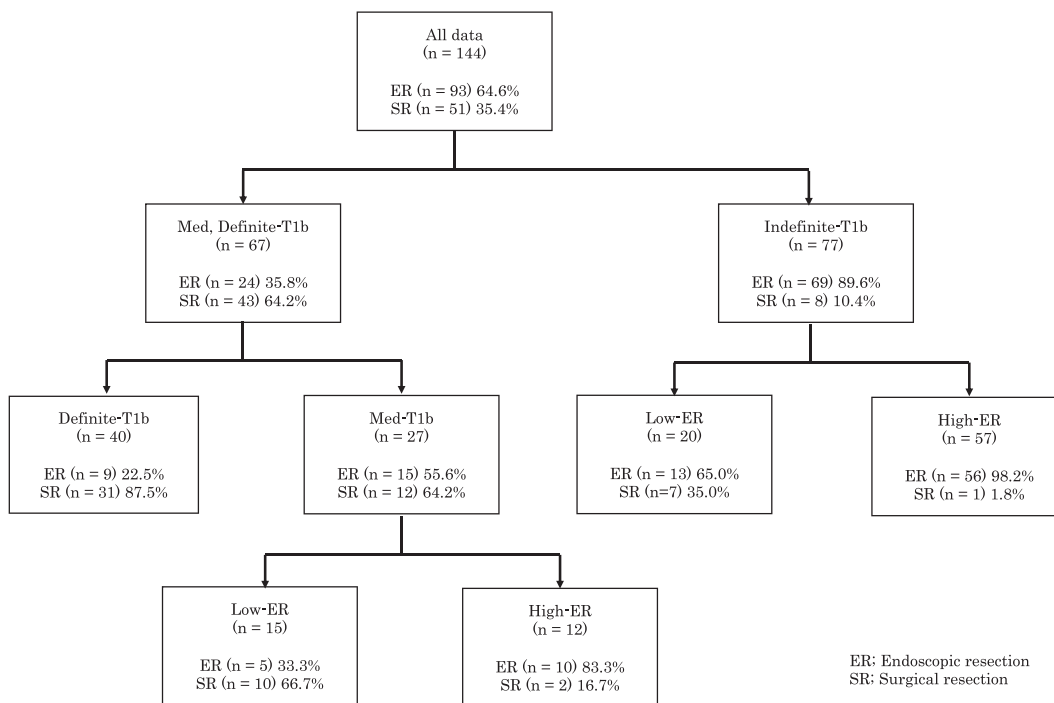 All data
(n = 144)
ER (n = 93) 64.6%
SR (n = 51) 35.4%
Med, Definite-T1b
(n = 67)
ER (n = 24) 35.8%
SR (n = 43) 64.2%
Indefinite-T1b
(n = 77)
ER (n = 69) 89.6%
SR (n = 8) 10.4%
Definite-T1b
(n = 40)
ER (n = 9) 22.5%
SR (n = 31) 87.5%
Med-T1b
(n = 27)
ER (n = 15) 55.6%
SR (n = 12) 64.2%
Low-ER
(n = 20)
ER (n = 13) 65.0%
SR (n=7) 35.0%
High-ER
(n = 57)
ER (n = 56) 98.2%
SR (n = 1) 1.8%
Low-ER
(n = 15)
ER (n = 5) 33.3%
SR (n = 10) 66.7%
High-ER
(n = 12)
ER (n = 10) 83.3%
SR (n = 2) 16.7%
ER; Endoscopic resection
SR; Surgical resection